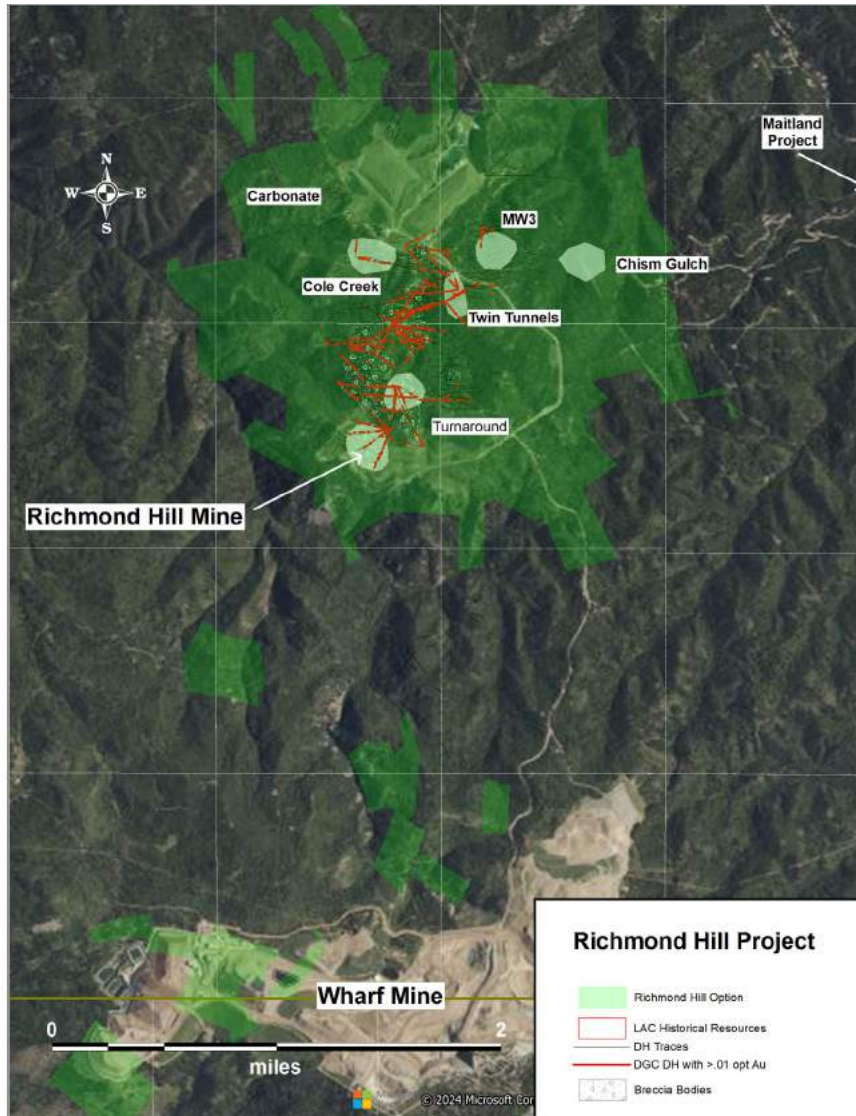 Maitland
Project
N
W E
S
Carbonate
MW3
Cole Creek
Chism Gulch
Twin Tunnels
Turnaround
Richmond Hill Mine
Wharf Mine
0 2
miles
© 2024 Microsoft Cor
Richmond Hill Project
Richmond Hill Option
LAC Historical Resources
DH Traces
DGC DH with >.01 opt Au
Breccia Bodies